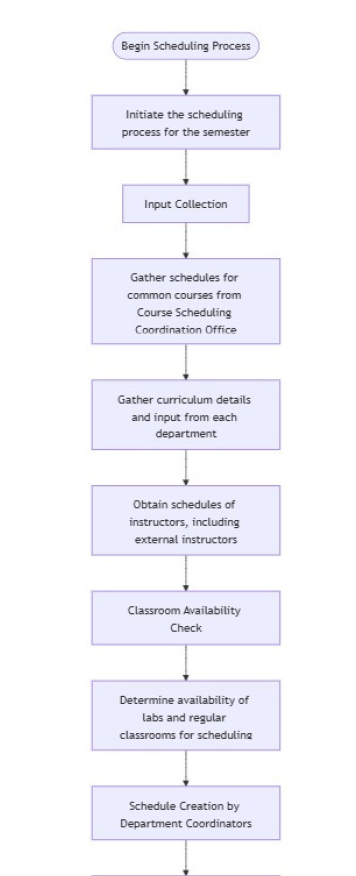 Begin Scheduling Process
Initiate the scheduling
process for the semester
Input Collection
Gather schedules for
common courses from
Course Scheduling
Coordination Office
Gather curriculum details
and input from each
department
Obtain schedules of
instructors, including
external instructors
Classroom Availability
Check
Determine availability of
labs and regular
classrooms for scheduling
Schedule Creation by
Department Coordinators